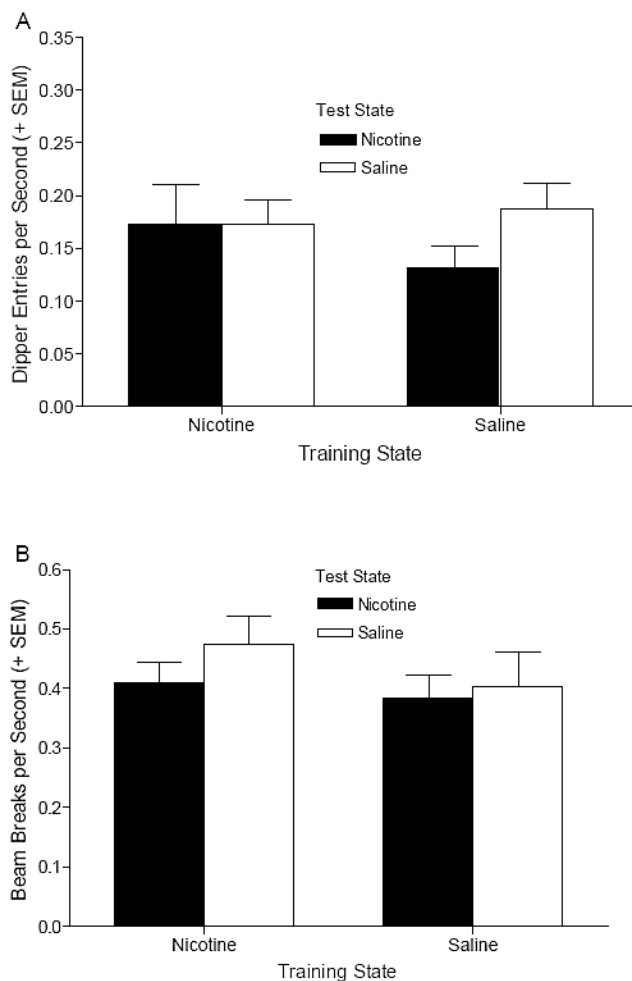 A
Dipper Entries per Second (+ SEM)
0.35
0.30
0.25
0.20
0.15
0.10
0.05
0.00
Test State
Nicotine
Saline
Nicotine Saline
Training State
B
Beam Breaks per Second (+ SEM)
0.6
0.5
0.4
0.3
0.2
0.1
0.0
Test State
Nicotine
Saline
Nicotine Saline
Training State